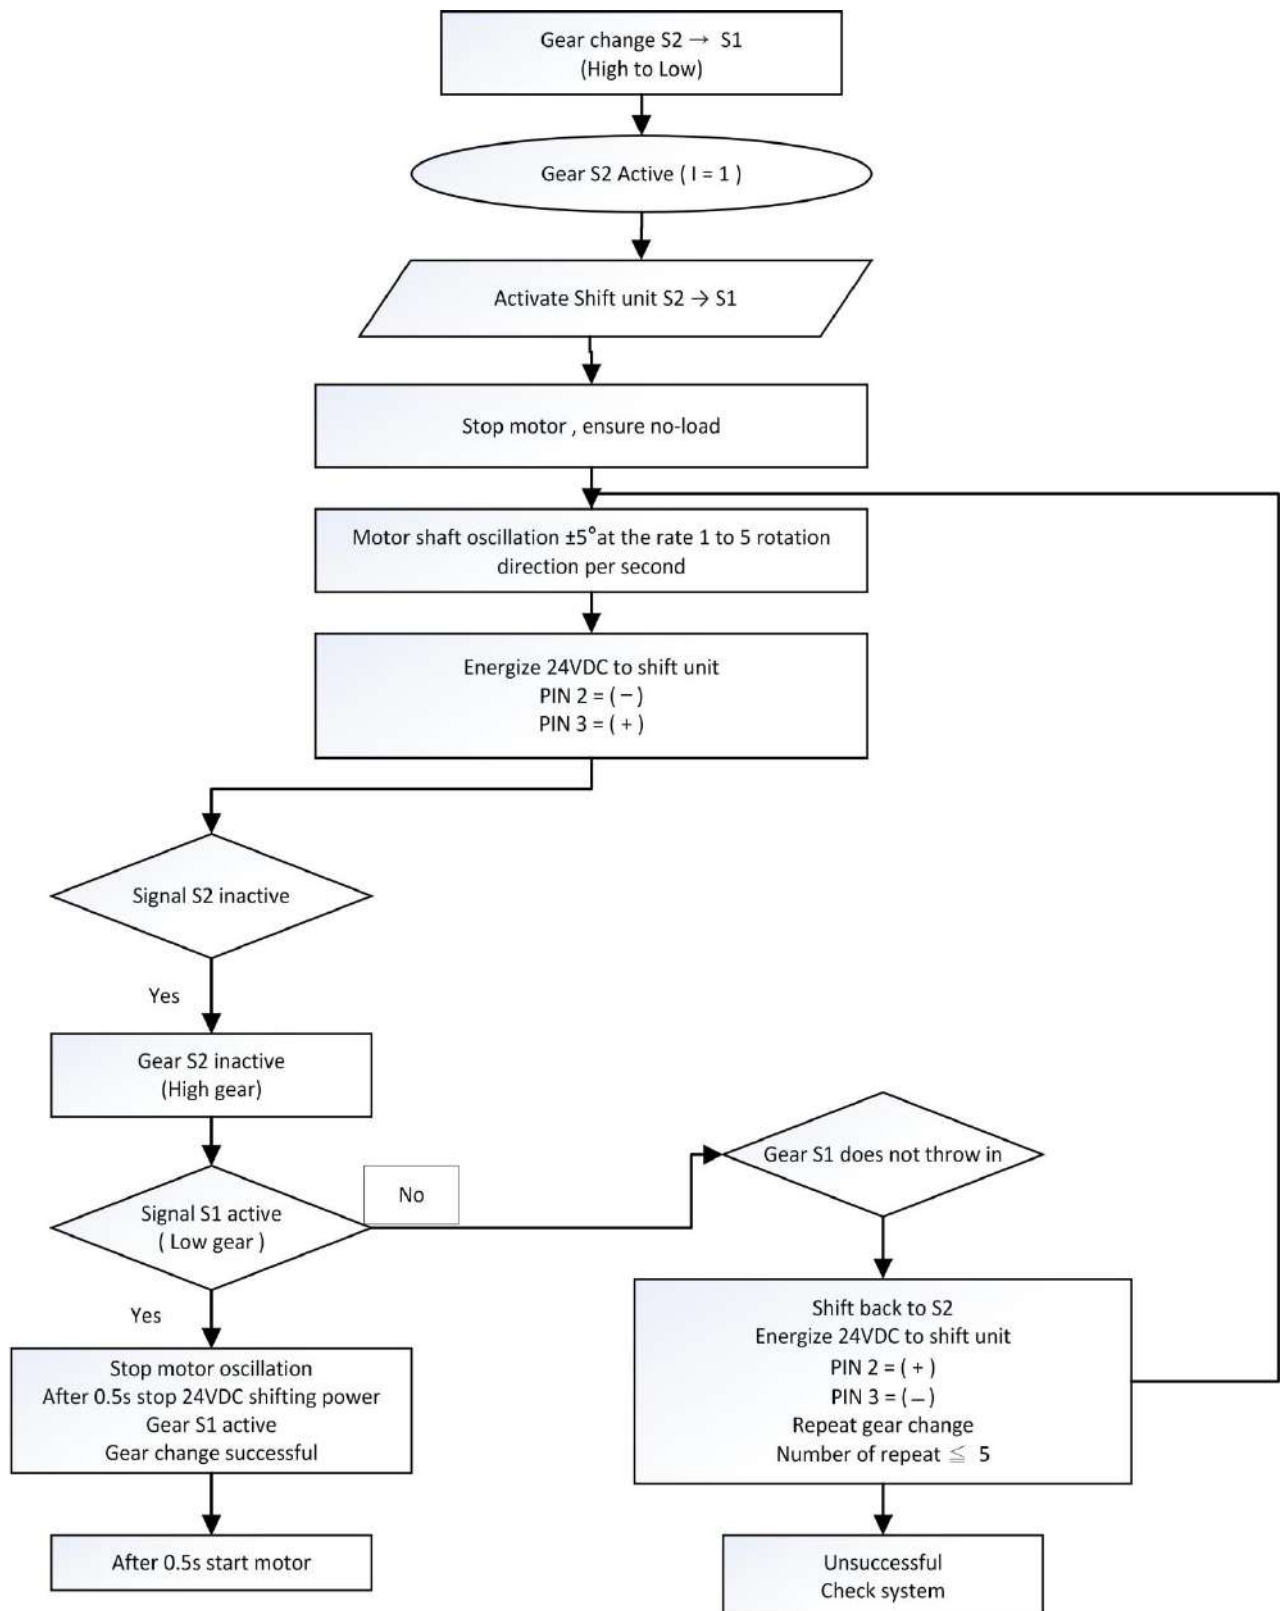 Gear change S2 → S1
(High to Low)
Gear S2 Active ( I = 1 )
Activate Shift unit S2 → S1
Stop motor , ensure no-load
Motor shaft oscillation ±5°at the rate 1 to 5 rotation
direction per second
Energize 24VDC to shift unit
PIN 2 = ( − )
PIN 3 = ( + )
Signal S2 inactive
Yes
Gear S2 inactive
(High gear)
Signal S1 active
( Low gear )
No
Gear S1 does not throw in
Yes
Stop motor oscillation
After 0.5s stop 24VDC shifting power
Gear S1 active
Gear change successful
Shift back to S2
Energize 24VDC to shift unit
PIN 2 = ( + )
PIN 3 = ( − )
Repeat gear change
Number of repeat ≦ 5
After 0.5s start motor
Unsuccessful
Check system